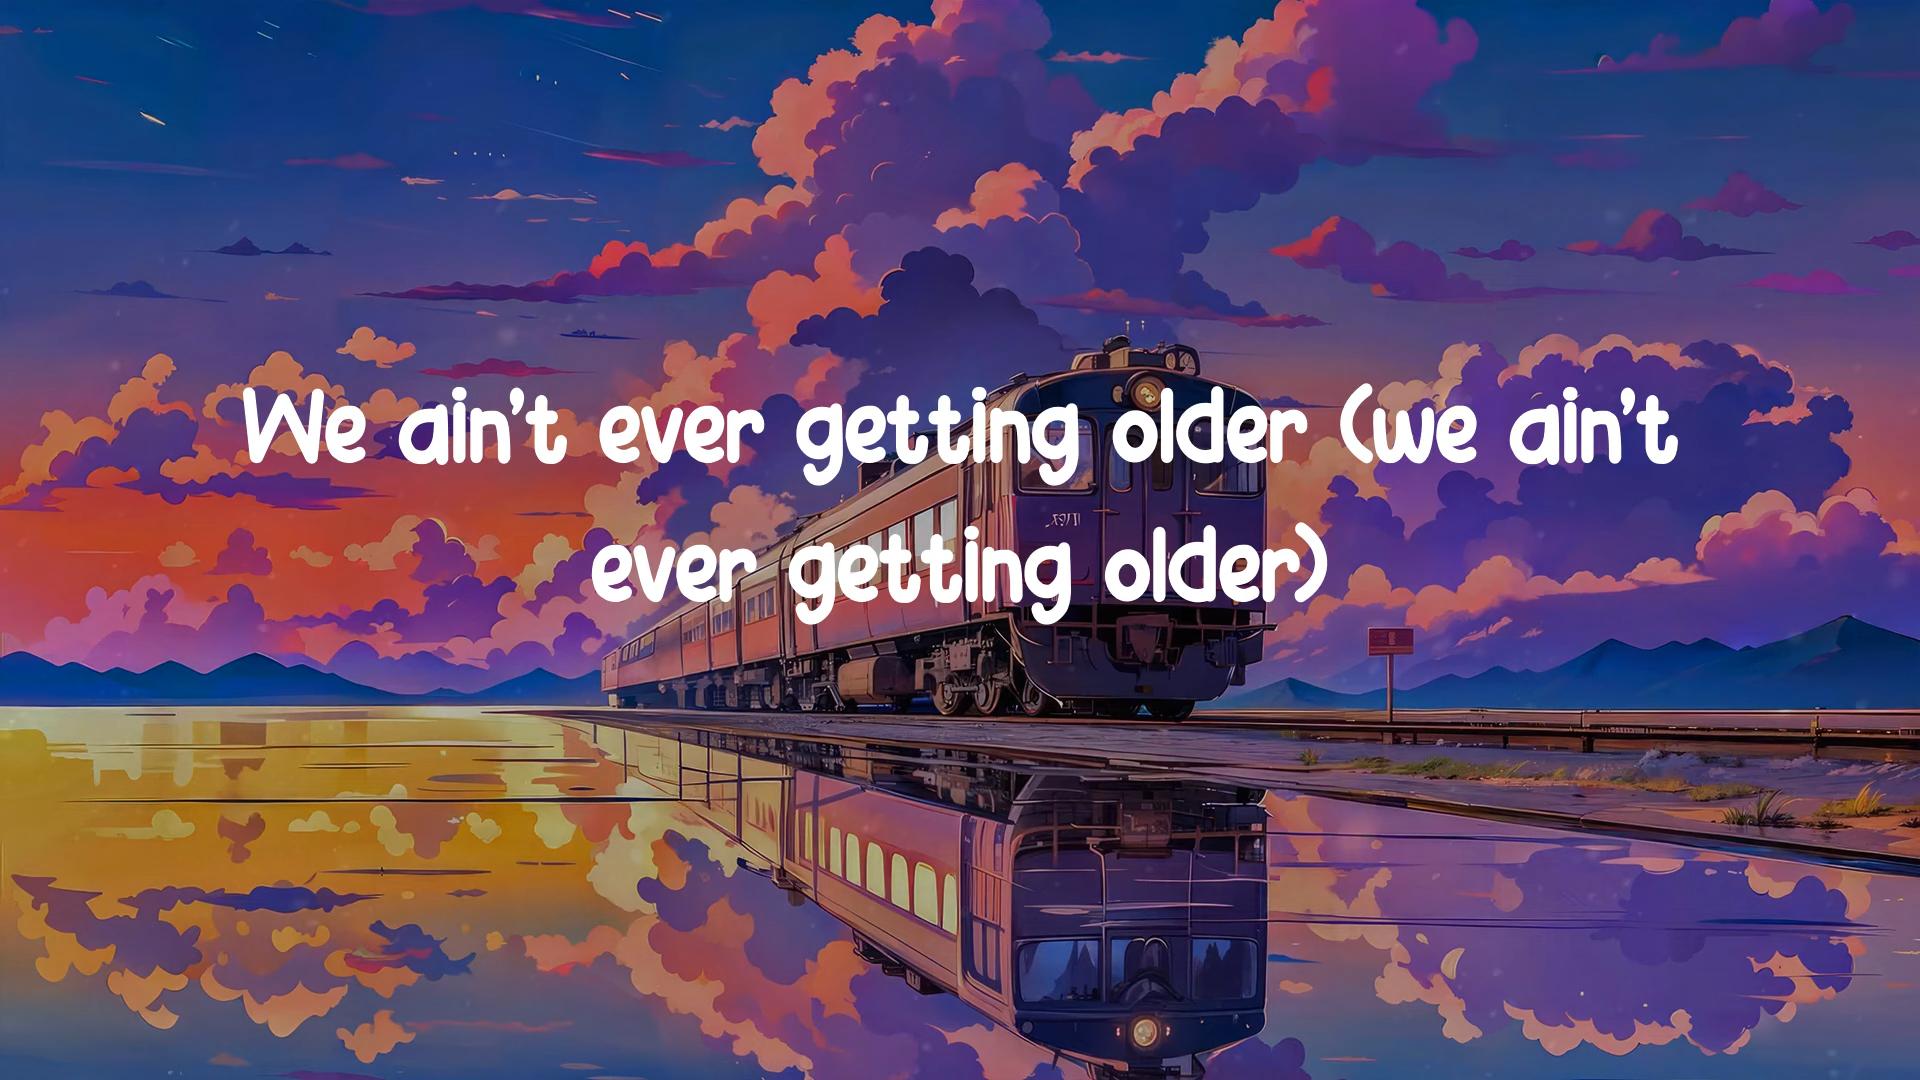 We ain't ever getting older (we ain't
ever getting older)